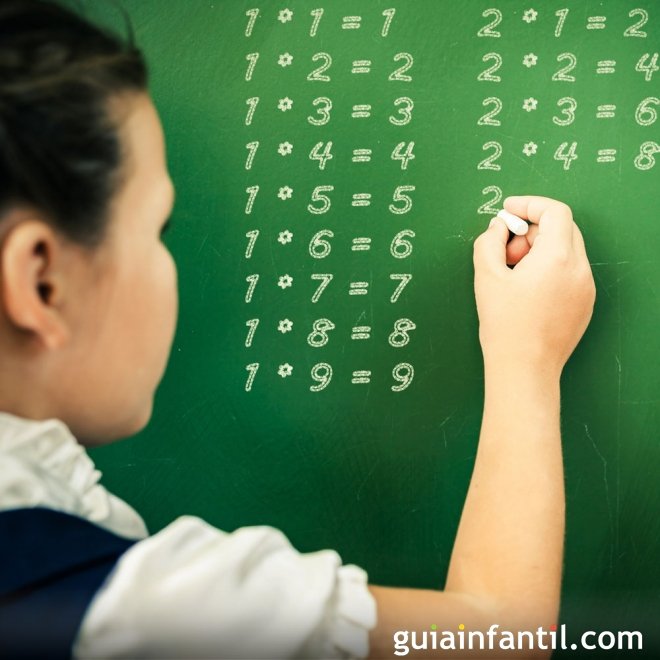 1 * 1 = 1
1 * 2 = 2
1 * 3 = 3
1 * 4 = 4
1 * 5 = 5
1 * 6 = 6
1 * 7 = 7
1 * 8 = 8
1 * 9 = 9
2 * 1 = 2
2 * 2 = 4
2 * 3 = 6
2 * 4 = 8
2
guiainfantil.com